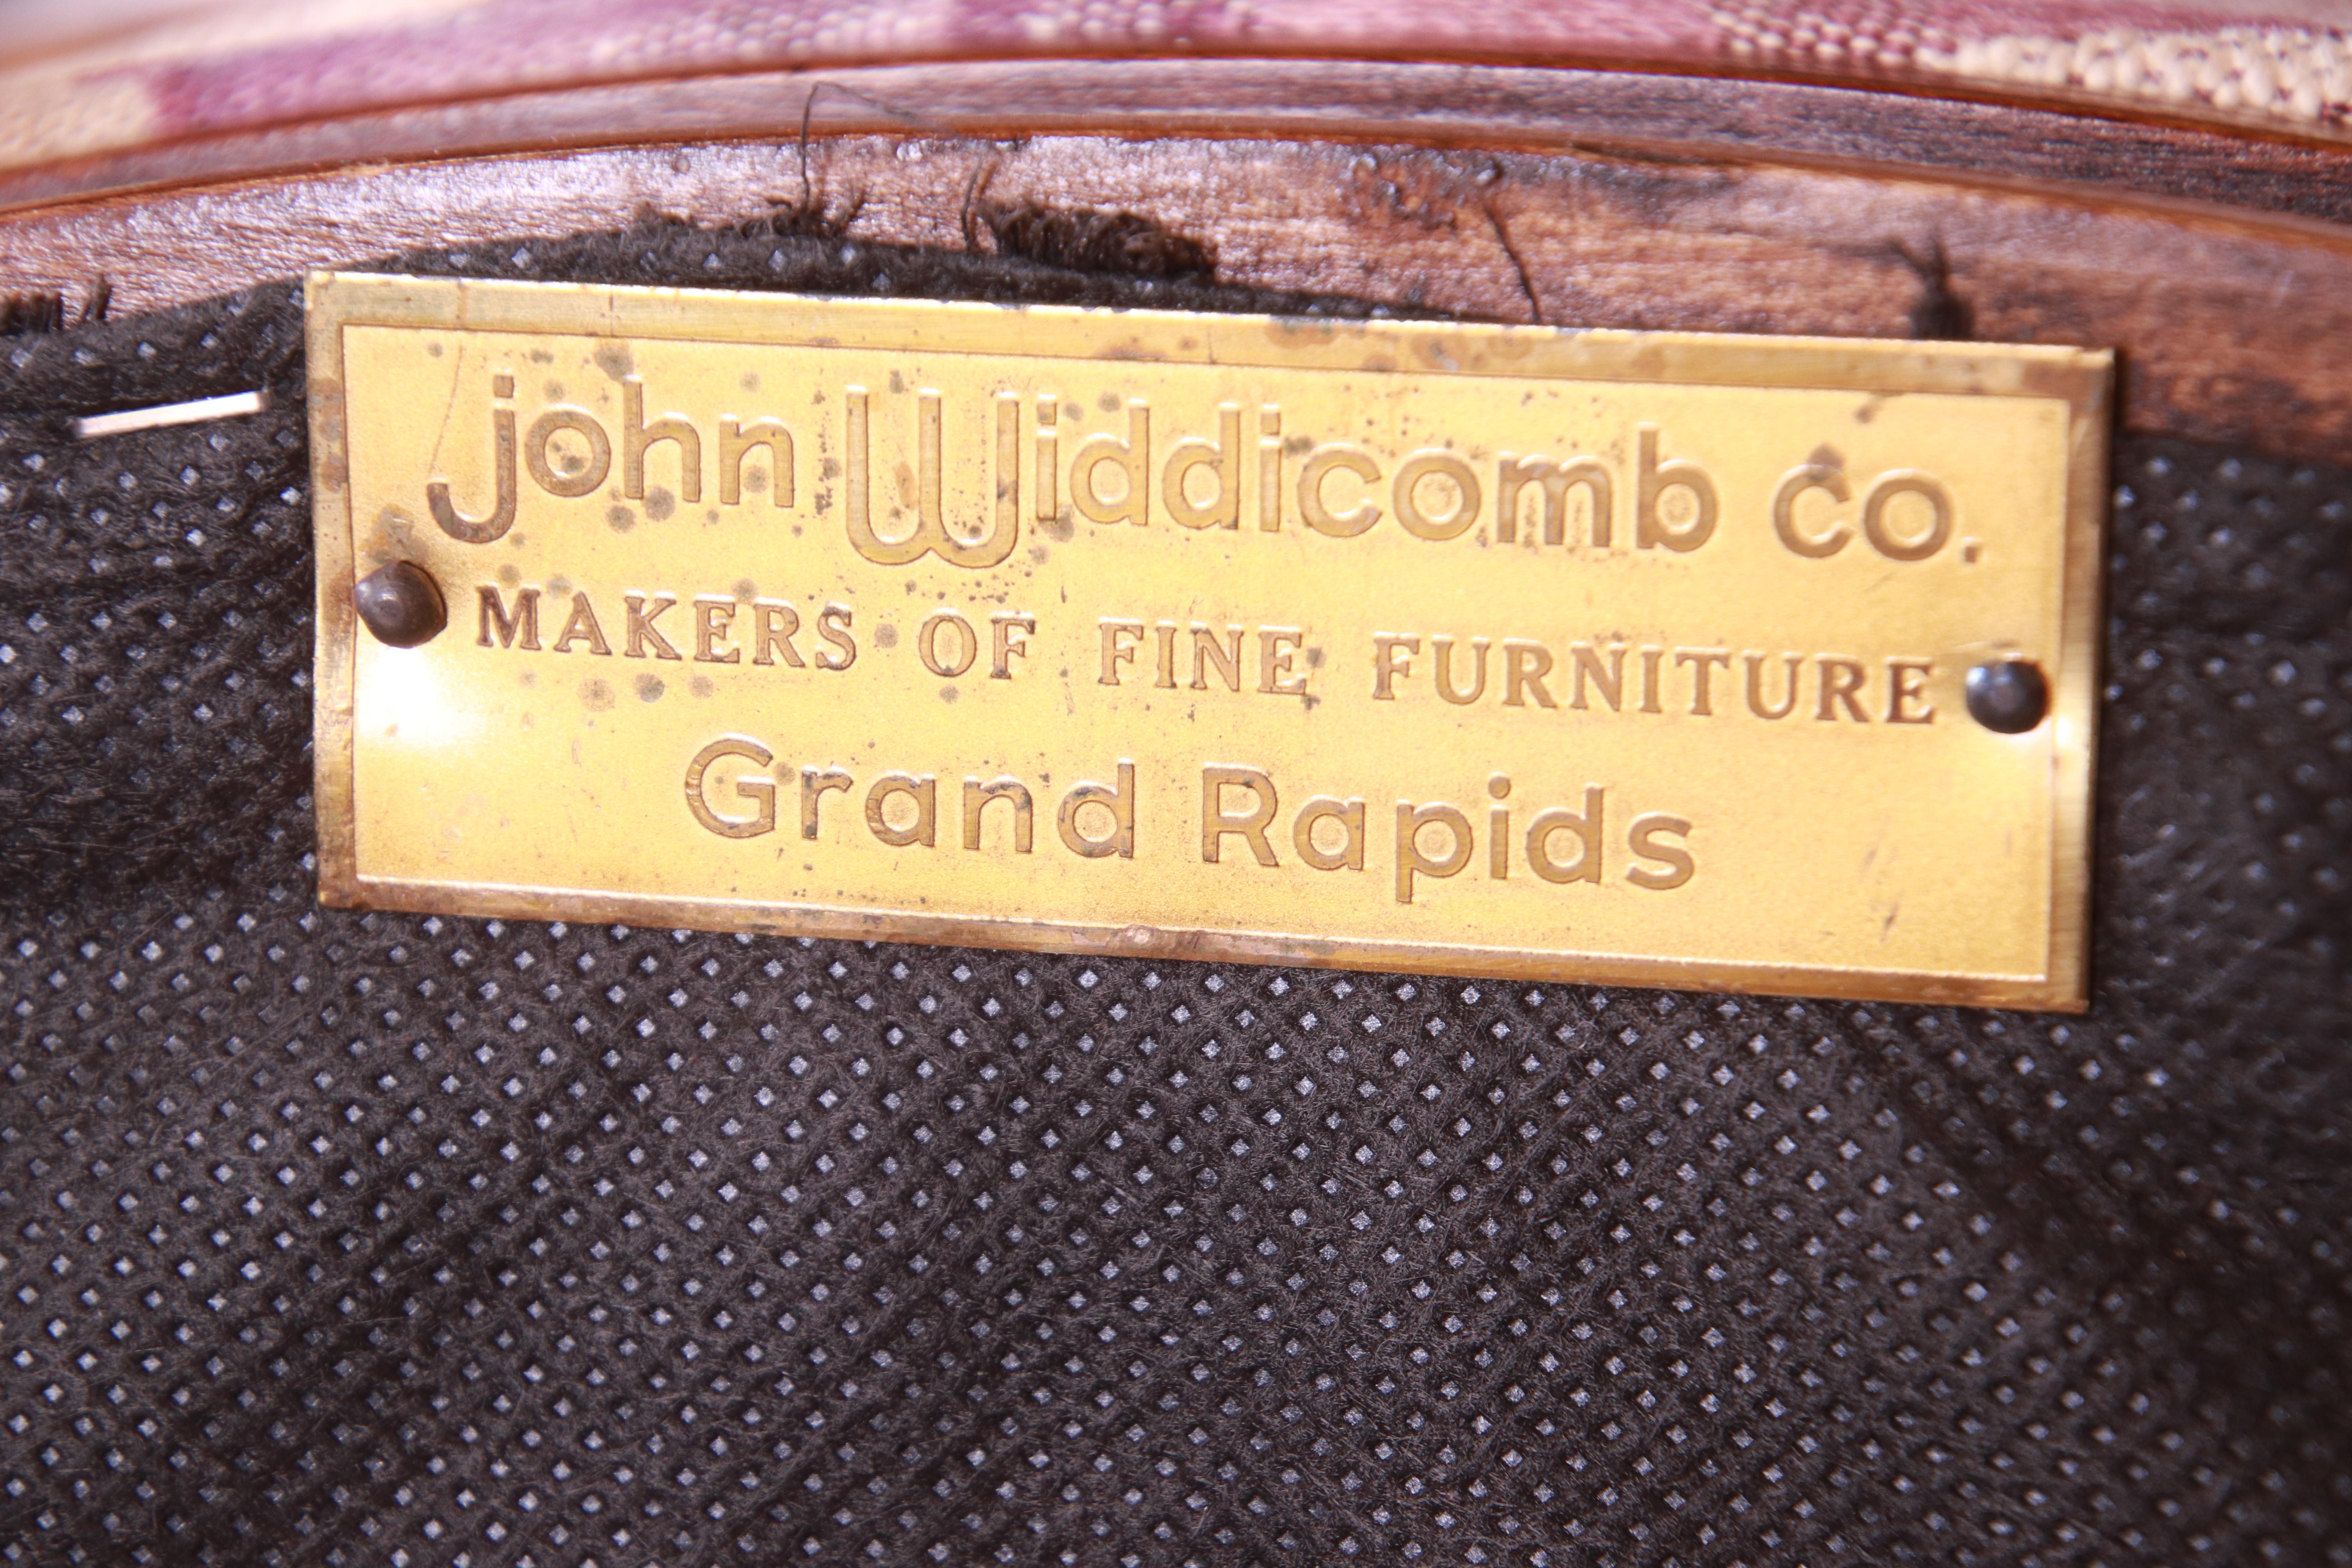 john Widdicomb co.
MAKERS OF FINE FURNITURE
Grand Rapids